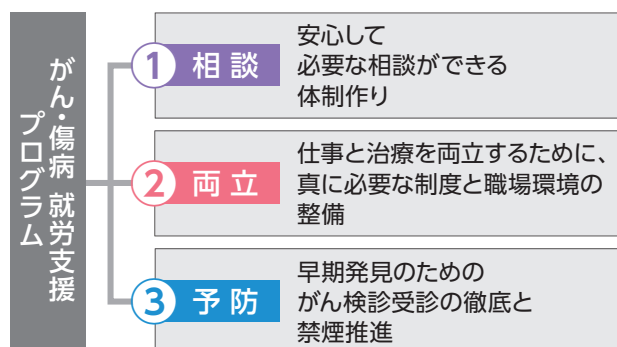 がん・傷病 就労支援
プログラム
1 相談
安心して
必要な相談ができる
体制作り
2 両立
仕事と治療を両立するために、
真に必要な制度と職場環境の
整備
3 予防
早期発見のための
がん検診受診の徹底と
禁煙推進